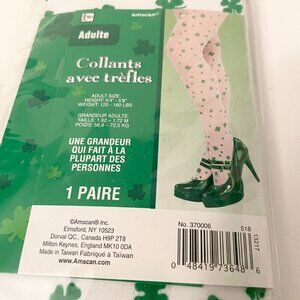 amscan
Adulte
Collants
avec trèfles
ADULT SIZE:
HEIGHT: 5'4" - 5'8"
WEIGHT: 125 - 160 LBS
GRANDEUR ADULTE:
TAILLE: 1,62 - 1,72 M
POIDS: 56,6 - 72,5 KG
UNE GRANDEUR
QUI FAIT À LA
PLUPART DES
PERSONNES
1 PAIRE
©Amscan® Inc.
Elmsford, NY 10523
Dorval QC., Canada H9P 2T8
Milton Keynes, England MK10 0DA
Made in Taiwan Fabriqué à Taïwan
www.Amscan.com
No. 370006
518
13217
0 48419 73648 6